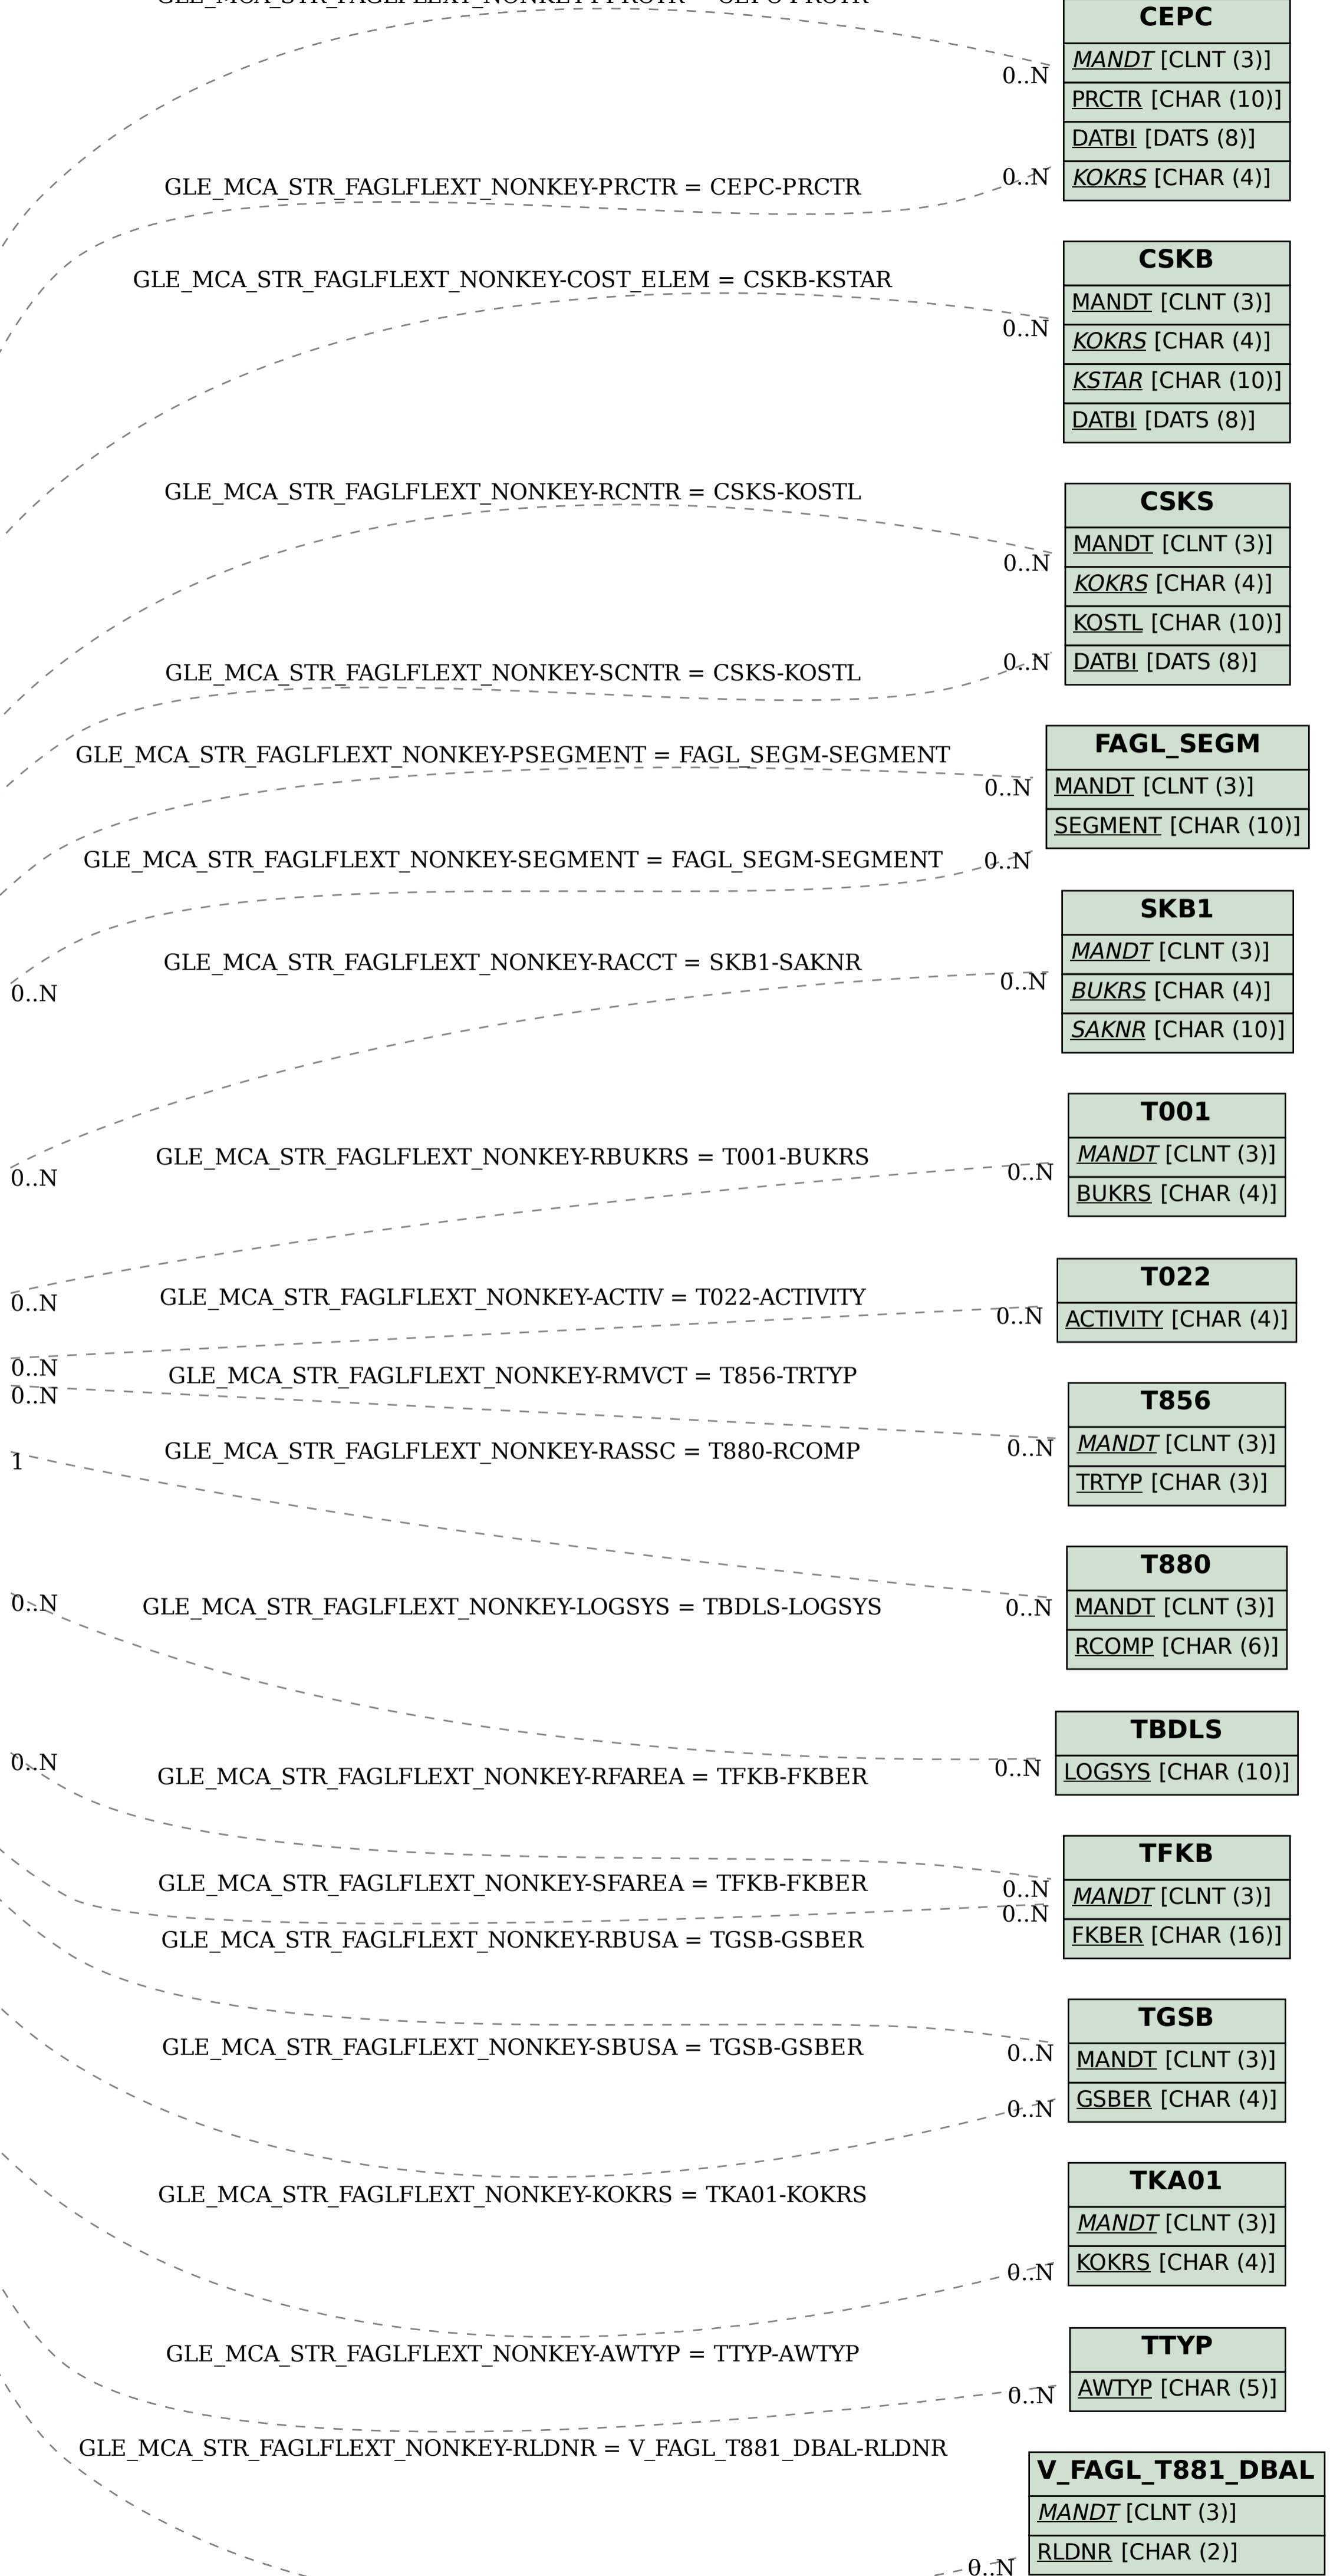 CEPC
MANDT [CLNT (3)]
0..N
PRCTR [CHAR (10)]
DATBI [DATS (8)]
GLE_MCA_STR_FAGLFLEXT_NONKEY-PRCTR = CEPC-PRCTR
0..N
KOKRS [CHAR (4)]
CSKB
GLE_MCA_STR_FAGLFLEXT_NONKEY-COST_ELEM = CSKB-KSTAR
MANDT [CLNT (3)]
0..N
KOKRS [CHAR (4)]
KSTAR [CHAR (10)]
DATBI [DATS (8)]
GLE_MCA_STR_FAGLFLEXT_NONKEY-RCNTR = CSKS-KOSTL
CSKS
MANDT [CLNT (3)]
0..N
KOKRS [CHAR (4)]
KOSTL [CHAR (10)]
GLE_MCA_STR_FAGLFLEXT_NONKEY-SCNTR = CSKS-KOSTL
0..N
DATBI [DATS (8)]
FAGL_SEGM
GLE_MCA_STR_FAGLFLEXT_NONKEY-PSEGMENT = FAGL_SEGM-SEGMENT
0..N
MANDT [CLNT (3)]
SEGMENT [CHAR (10)]
GLE_MCA_STR_FAGLFLEXT_NONKEY-SEGMENT = FAGL_SEGM-SEGMENT
0..N
SKB1
MANDT [CLNT (3)]
GLE_MCA_STR_FAGLFLEXT_NONKEY-RACCT = SKB1-SAKNR
0..N
0..N
BUKRS [CHAR (4)]
SAKNR [CHAR (10)]
T001
GLE_MCA_STR_FAGLFLEXT_NONKEY-RBUKRS = T001-BUKRS
MANDT [CLNT (3)]
0..N
0..N
BUKRS [CHAR (4)]
T022
GLE_MCA_STR_FAGLFLEXT_NONKEY-ACTIV = T022-ACTIVITY
0..N
0..N
ACTIVITY [CHAR (4)]
0..N
GLE_MCA_STR_FAGLFLEXT_NONKEY-RMVCT = T856-TRTYP
0..N
T856
MANDT [CLNT (3)]
0..N
GLE_MCA_STR_FAGLFLEXT_NONKEY-RASSC = T880-RCOMP
1
TRTYP [CHAR (3)]
T880
0..N
GLE_MCA_STR_FAGLFLEXT_NONKEY-LOGSYS = TBDLS-LOGSYS
0..N
MANDT [CLNT (3)]
RCOMP [CHAR (6)]
TBDLS
0..N
GLE_MCA_STR_FAGLFLEXT_NONKEY-RFAREA = TFKB-FKBER
0..N
LOGSYS [CHAR (10)]
TFKB
GLE_MCA_STR_FAGLFLEXT_NONKEY-SFAREA = TFKB-FKBER
0..N
MANDT [CLNT (3)]
0..N
GLE_MCA_STR_FAGLFLEXT_NONKEY-RBUSA = TGSB-GSBER
FKBER [CHAR (16)]
TGSB
GLE_MCA_STR_FAGLFLEXT_NONKEY-SBUSA = TGSB-GSBER
0..N
MANDT [CLNT (3)]
0..N
GSBER [CHAR (4)]
TKA01
GLE_MCA_STR_FAGLFLEXT_NONKEY-KOKRS = TKA01-KOKRS
MANDT [CLNT (3)]
0..N
KOKRS [CHAR (4)]
TTYP
GLE_MCA_STR_FAGLFLEXT_NONKEY-AWTYP = TTYP-AWTYP
0..N
AWTYP [CHAR (5)]
GLE_MCA_STR_FAGLFLEXT_NONKEY-RLDNR = V_FAGL_T881_DBAL-RLDNR
V_FAGL_T881_DBAL
MANDT [CLNT (3)]
RLDNR [CHAR (2)]
0..N